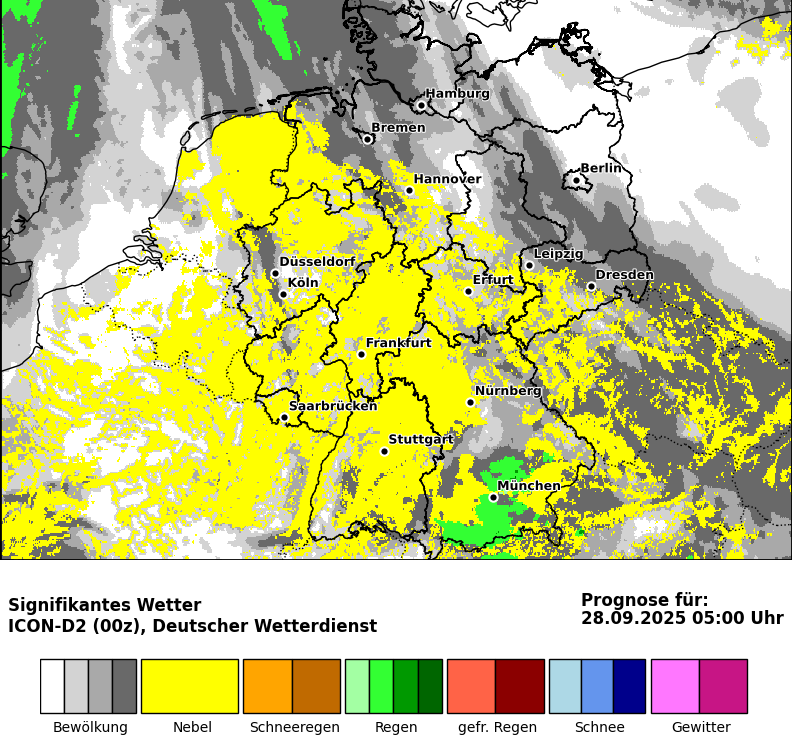 Hamburg
Bremen
Berlin
Hannover
Leipzig
Düsseldorf
Dresden
Köln
Erfurt
Frankfurt
Nürnberg
Saarbrücken
Stuttgart
München
Signifikantes Wetter
ICON-D2 (00z), Deutscher Wetterdienst
Prognose für:
28.09.2025 05:00 Uhr
Bewölkung Nebel Schneeregen Regen gefr. Regen Schnee Gewitter